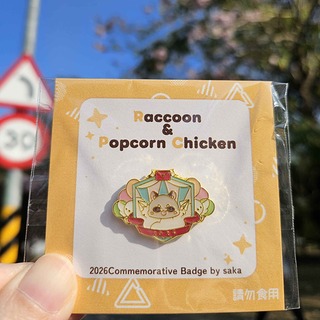 Raccoon
&
Popcorn Chicken
30
2026Commemorative Badge by saka
請勿食用